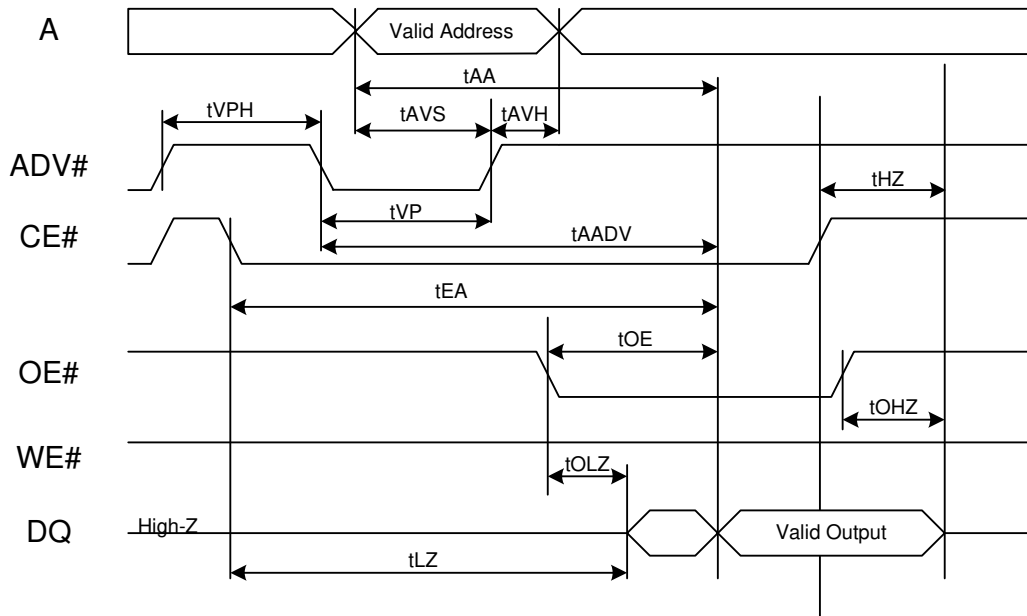 A
Valid Address
tAA
tVPH
tAVS
tAVH
ADV#
tHZ
tVP
CE#
tAADV
tEA
tOE
OE#
tOHZ
WE#
tOLZ
DQ
High-Z
Valid Output
tLZ